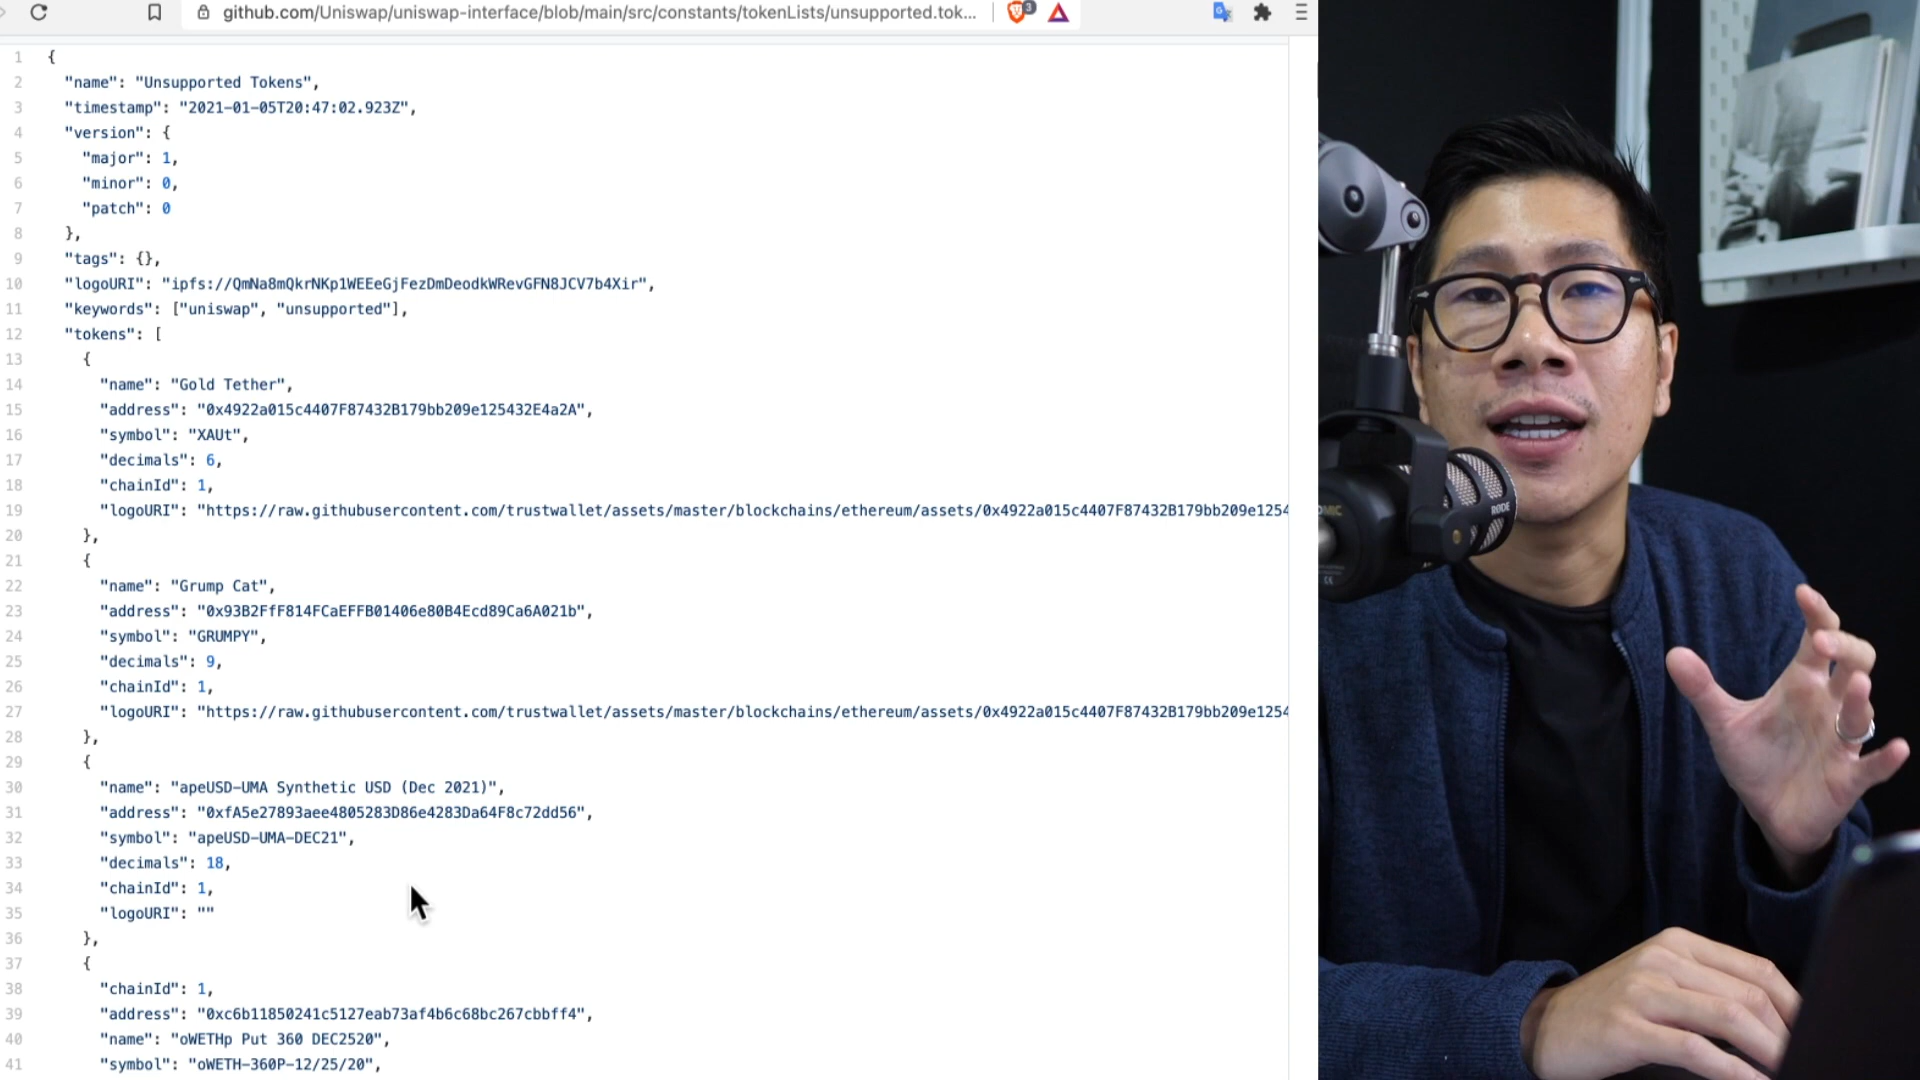 github.com/Uniswap/uniswap-interface/blob/main/src/constants/tokenLists/unsupported.tok...
3
1 {
2 "name": "Unsupported Tokens",
3 "timestamp": "2021-01-05T20:47:02.923Z",
4 "version": {
5 "major": 1,
6 "minor": 0,
7 "patch": 0
8 },
9 "tags": {},
10 "logoURI": "ipfs://QmNa8mQkrNKp1WEEeGjFezDmDeodkWRevGFN8JCV7b4Xir",
11 "keywords": ["uniswap", "unsupported"],
12 "tokens": [
13 {
14 "name": "Gold Tether",
15 "address": "0x4922a015c4407F87432B179bb209e125432E4a2A",
16 "symbol": "XAUt",
17 "decimals": 6,
18 "chainId": 1,
19 "logoURI": "https://raw.githubusercontent.com/trustwallet/assets/master/blockchains/ethereum/assets/0x4922a015c4407F87432B179bb209e1254
20 },
21 {
22 "name": "Grump Cat",
23 "address": "0x93B2FfF814FCaEFFB01406e80B4Ecd89Ca6A021b",
24 "symbol": "GRUMPY",
25 "decimals": 9,
26 "chainId": 1,
27 "logoURI": "https://raw.githubusercontent.com/trustwallet/assets/master/blockchains/ethereum/assets/0x4922a015c4407F87432B179bb209e1254
28 },
29 {
30 "name": "apeUSD-UMA Synthetic USD (Dec 2021)",
31 "address": "0xfA5e27893aee4805283D86e4283Da64F8c72dd56",
32 "symbol": "apeUSD-UMA-DEC21",
33 "decimals": 18,
34 "chainId": 1,
35 "logoURI": ""
36 },
37 {
38 "chainId": 1,
39 "address": "0xc6b11850241c5127eab73af4b6c68bc267cbbff4",
40 "name": "oWETHp Put 360 DEC2520",
41 "symbol": "oWETH-360P-12/25/20",
RØDE